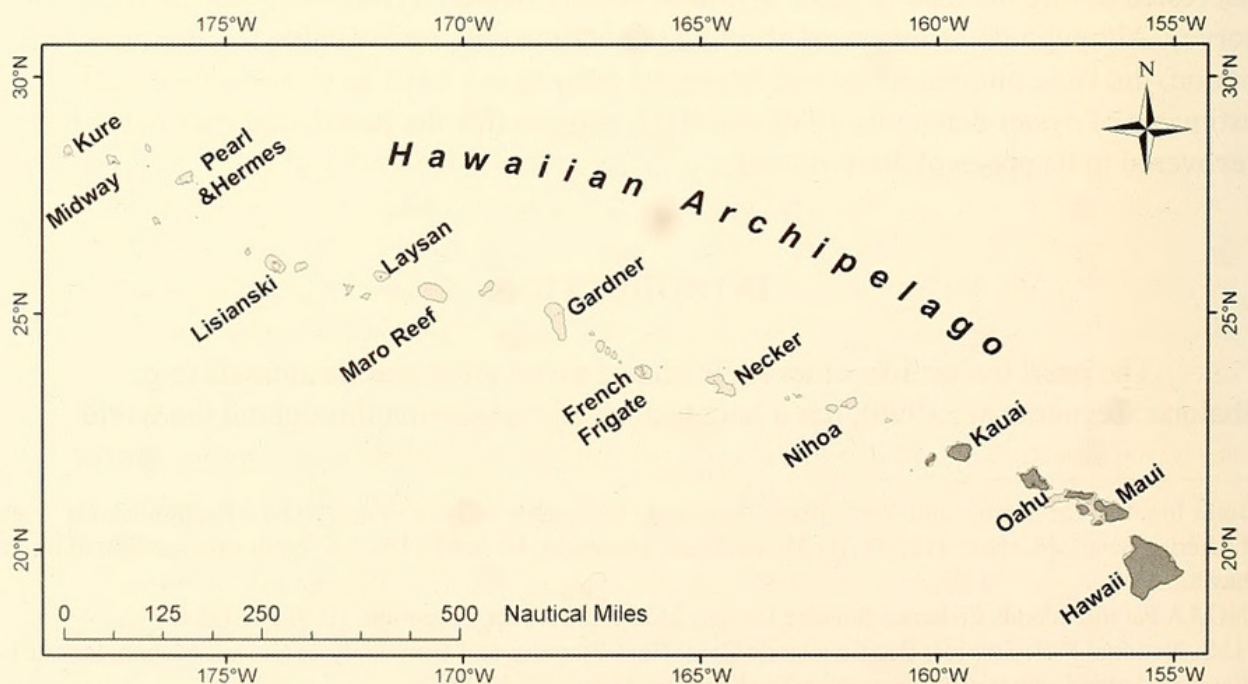 175°W 170°W 165°W 160°W 155°W
30°N 30°N
N
Kure
Pearl
&Hermes
Midway
Hawaiian Archipelago
Laysan
Lisianski
Gardner
25°N 25°N
Maro Reef
Necker
French
Frigate
Nihoa
Kauai
Maui
Oahu
20°N 20°N
Hawaii
0 125 250 500 Nautical Miles
175°W 170°W 165°W 160°W 155°W